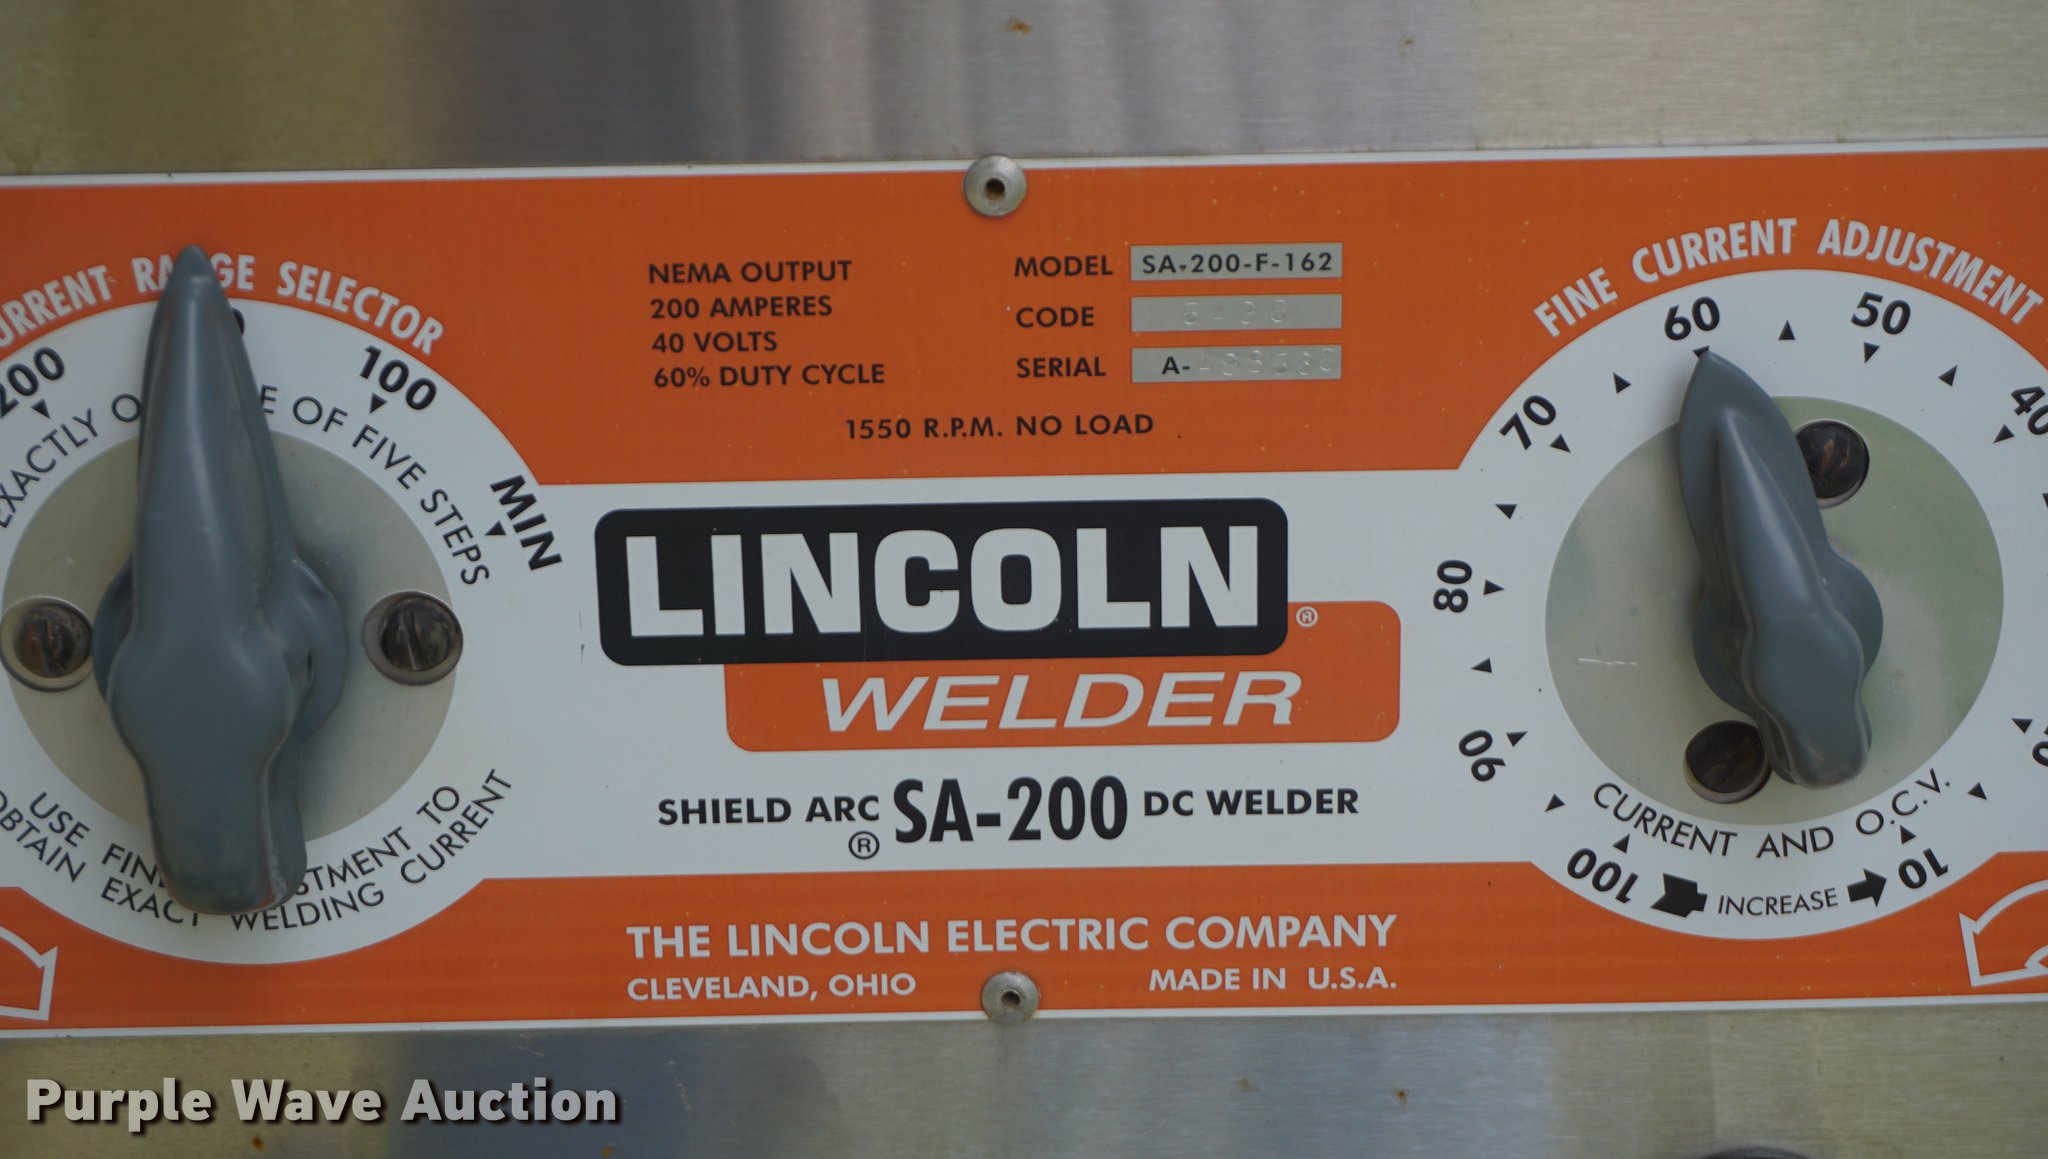 CURRENT RANGE SELECTOR
200
100
MIN
EXACTLY
OF FIVE STEPS
USE
TO
OBTAIN EXACT WELDING CURRENT
NEMA OUTPUT
200 AMPERES
40 VOLTS
60% DUTY CYCLE
MODEL SA-200-F-162
CODE
SERIAL A-
1550 R.P.M. NO LOAD
LINCOLN®
WELDER
SHIELD ARC® SA-200 DC WELDER
THE LINCOLN ELECTRIC COMPANY
CLEVELAND, OHIO MADE IN U.S.A.
FINE CURRENT ADJUSTMENT
100 90 80 70 60 50 40
10
CURRENT AND O.C.V.
INCREASE
Purple Wave Auction